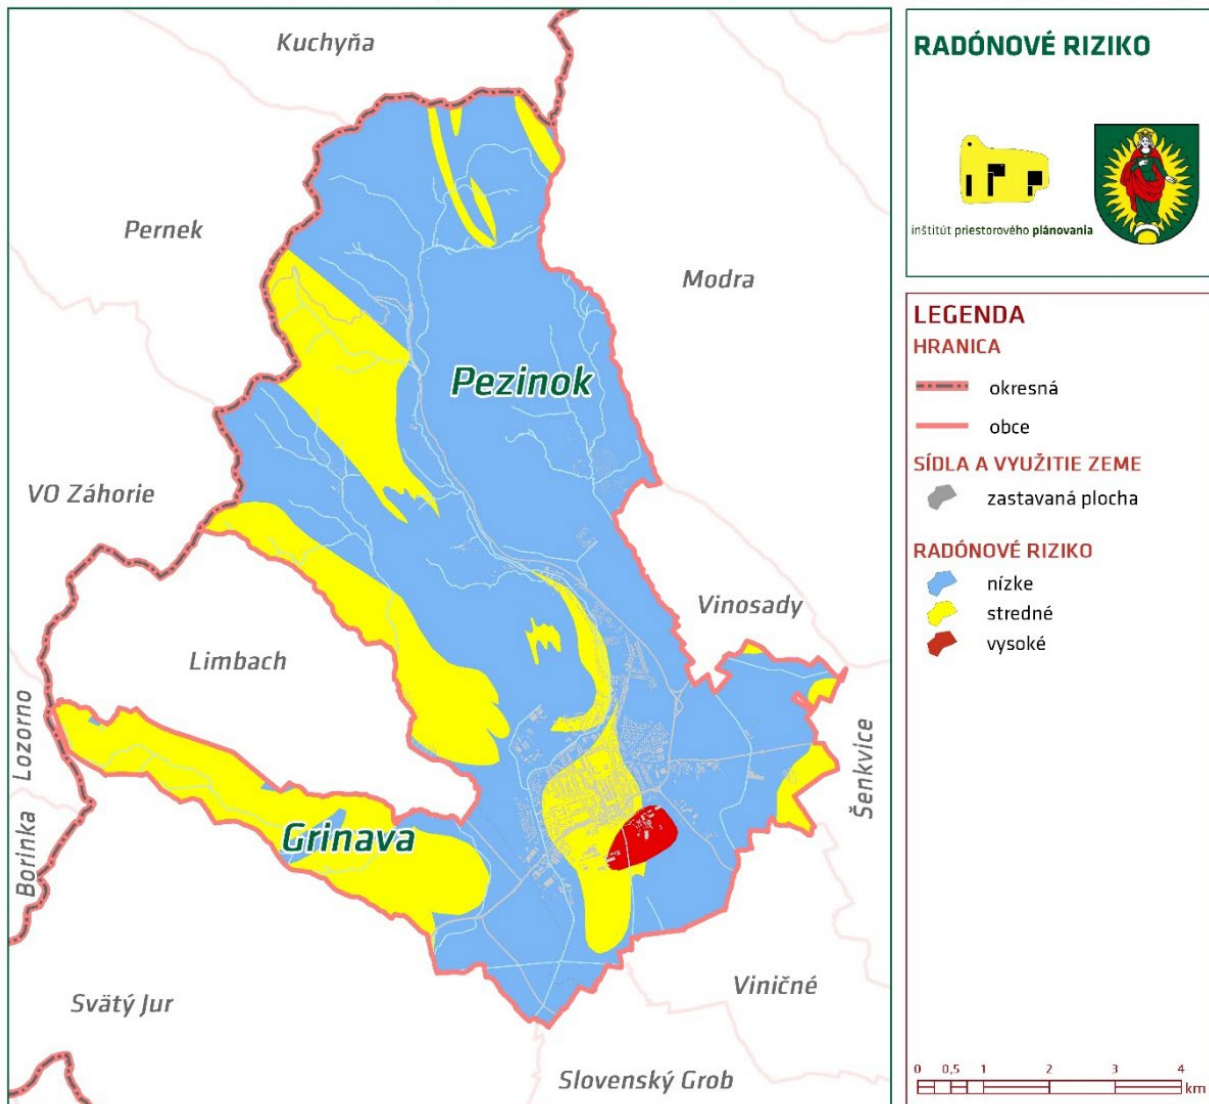 Kuchyňa
Pernek
Modra
Pezinok
VO Záhorie
Vinosady
Limbach
Lozorno
Šenkvice
Grinava
Borinka
Viničné
Svätý Jur
Slovenský Grob
RADÓNOVÉ RIZIKO
inštitút priestorového plánovania
LEGENDA
HRANICA
okresná
obce
SÍDLA A VYUŽITIE ZEME
zastavaná plocha
RADÓNOVÉ RIZIKO
nízke
stredné
vysoké
0 0,5 1 2 3 4
km